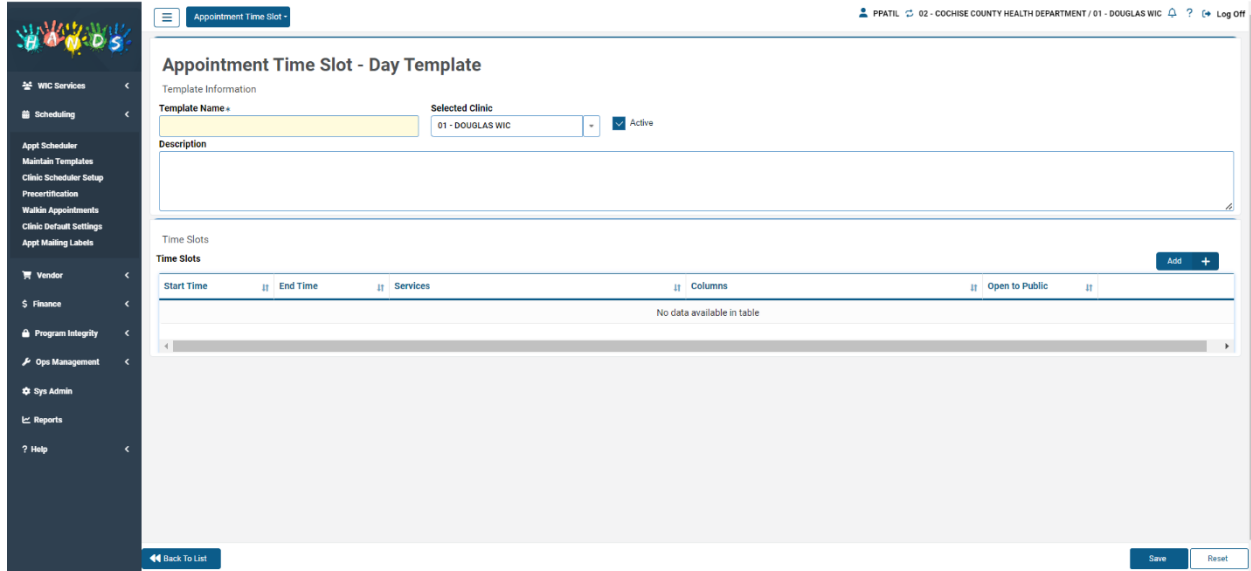 HANDS
Appointment Time Slot
PPATIL 02 - COCHISE COUNTY HEALTH DEPARTMENT / 01 - DOUGLAS WIC ? Log Off
WIC Services
Scheduling
Appt Scheduler
Maintain Templates
Clinic Scheduler Setup
Precertification
Walkin Appointments
Clinic Default Settings
Appt Mailing Labels
Vendor
$ Finance
Program Integrity
Ops Management
Sys Admin
Reports
? Help
Appointment Time Slot - Day Template
Template Information
Template Name*
Selected Clinic
01 - DOUGLAS WIC
Active
Description
Time Slots
Time Slots
Add +
Start Time End Time Services Columns Open to Public
No data available in table
Back To List
Save Reset